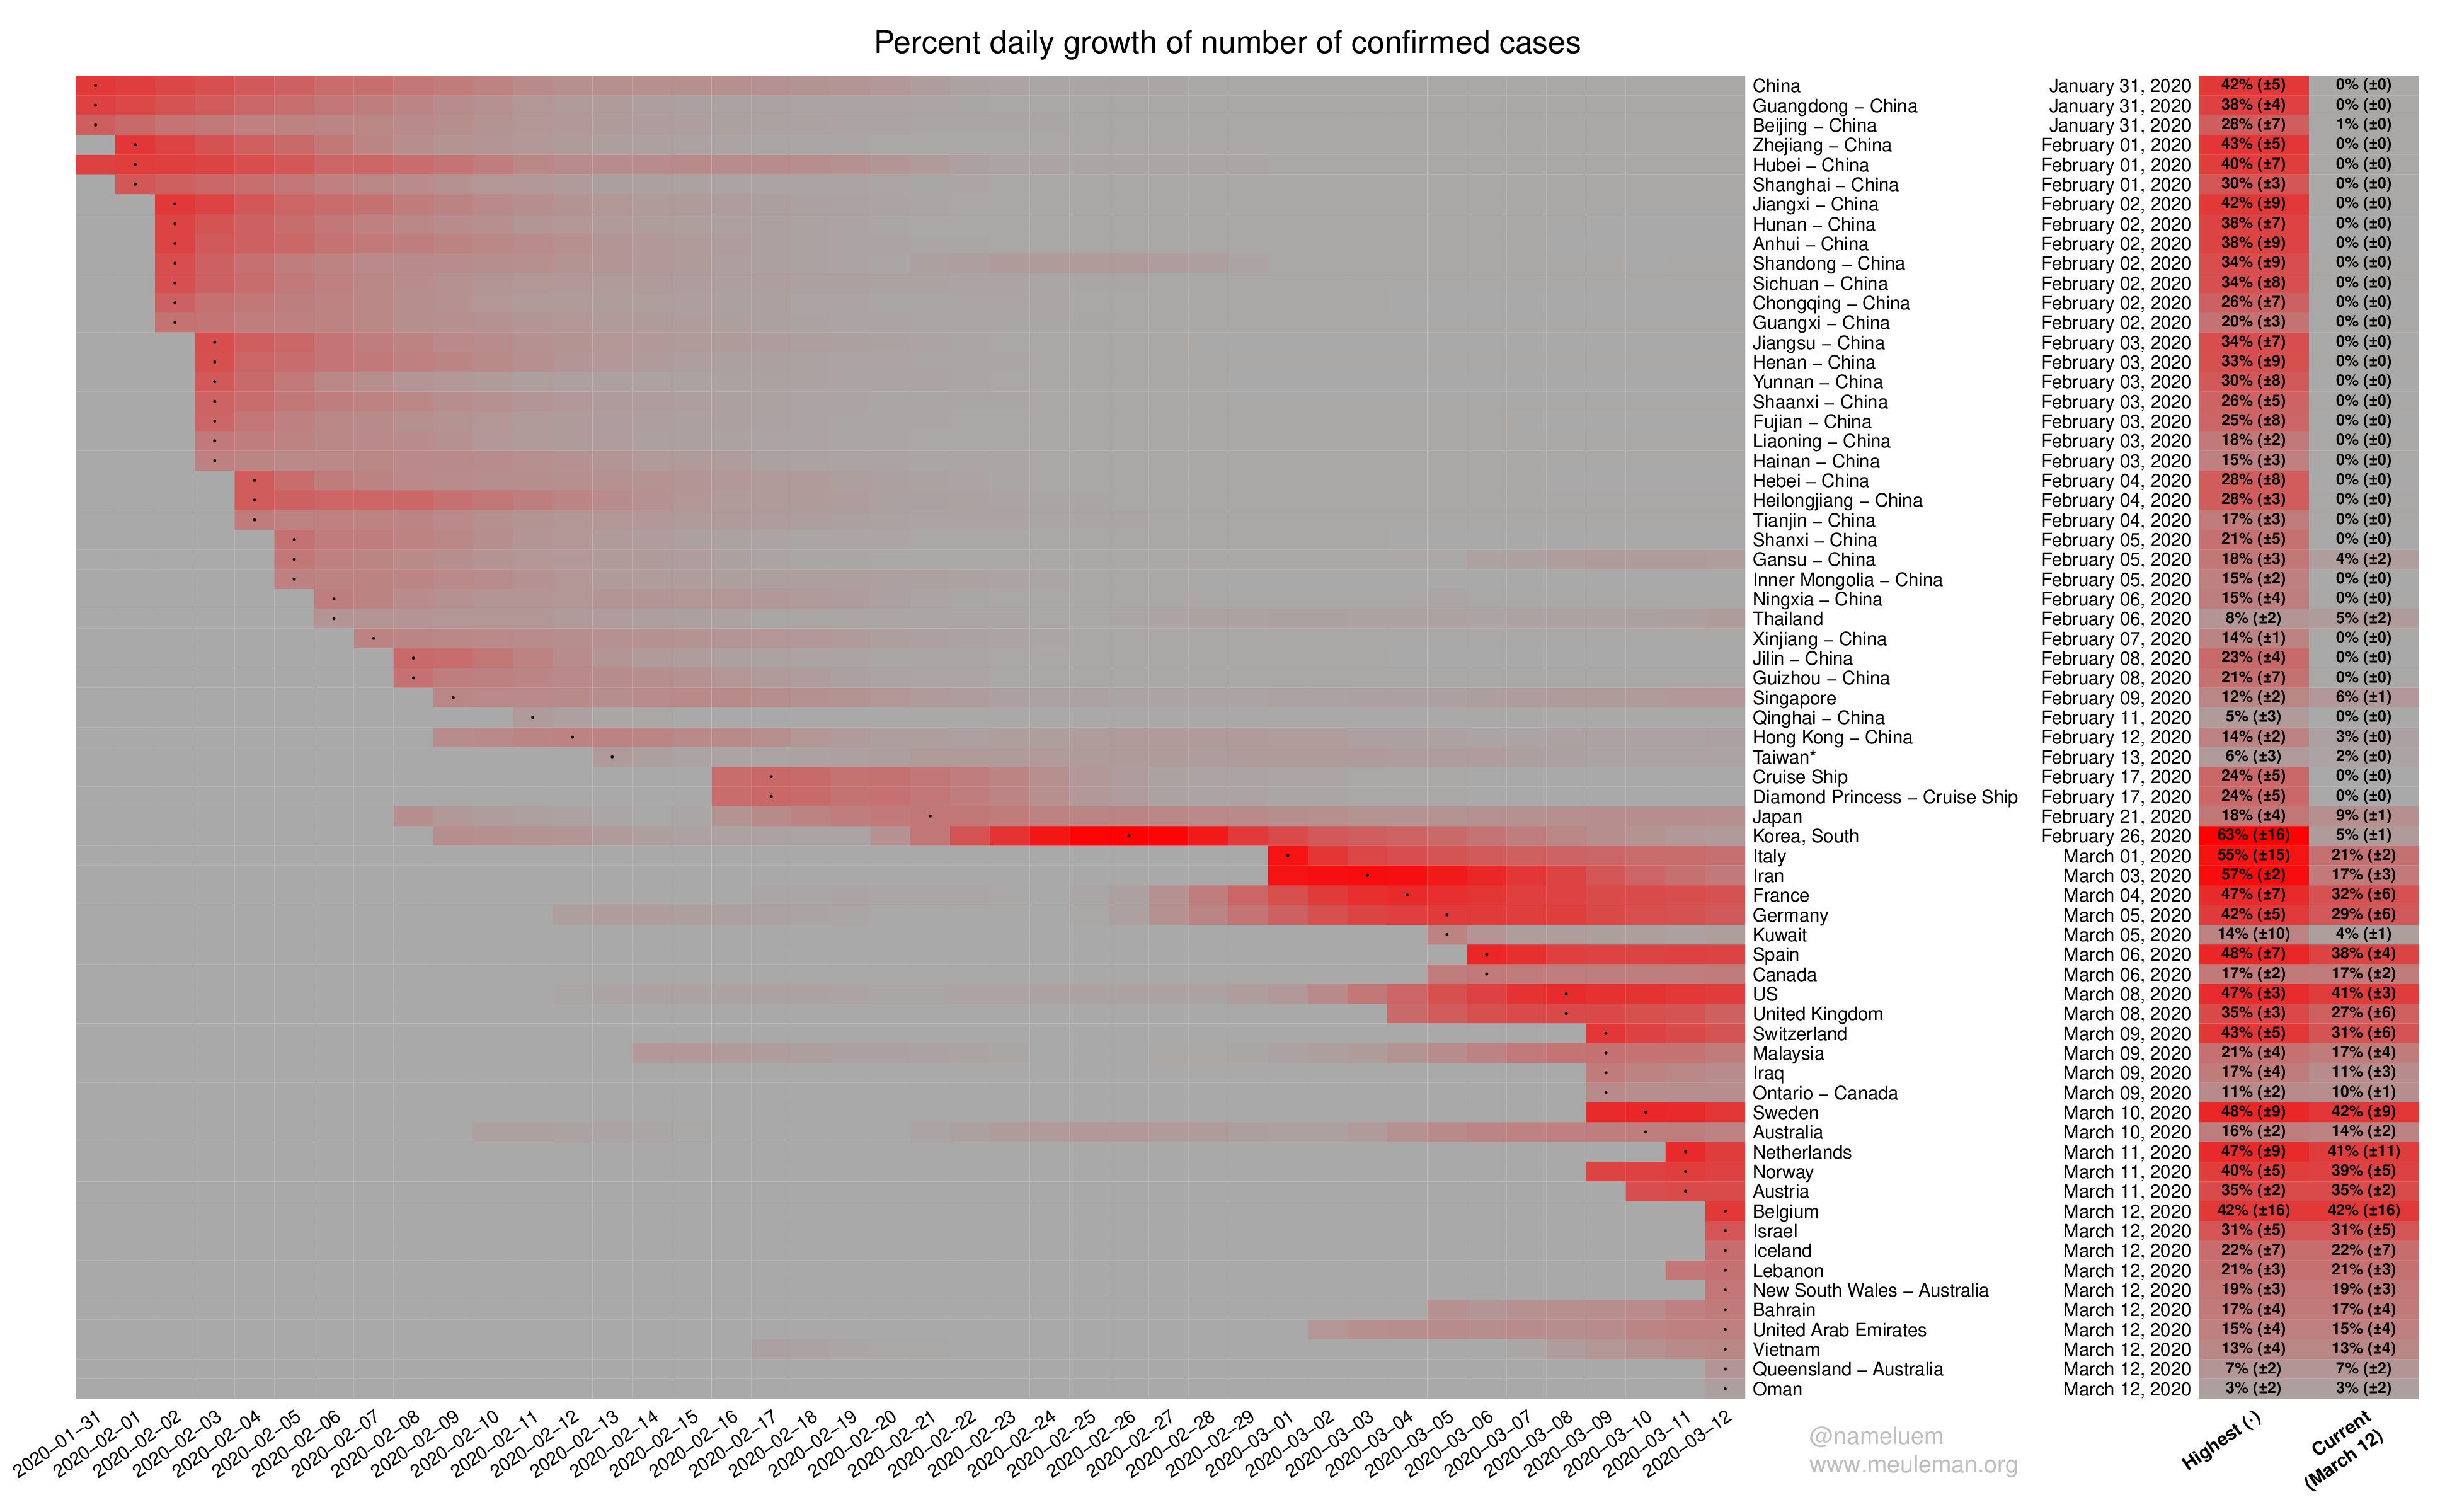 Percent daily growth of number of confirmed cases
China January 31, 2020 42% (±5) 0% (±0)
Guangdong – China January 31, 2020 38% (±4) 0% (±0)
Beijing – China January 31, 2020 28% (±7) 1% (±0)
Zhejiang – China February 01, 2020 43% (±5) 0% (±0)
Hubei – China February 01, 2020 40% (±7) 0% (±0)
Shanghai – China February 01, 2020 30% (±3) 0% (±0)
Jiangxi – China February 02, 2020 42% (±9) 0% (±0)
Hunan – China February 02, 2020 38% (±7) 0% (±0)
Anhui – China February 02, 2020 38% (±9) 0% (±0)
Shandong – China February 02, 2020 34% (±9) 0% (±0)
Sichuan – China February 02, 2020 34% (±8) 0% (±0)
Chongqing – China February 02, 2020 26% (±7) 0% (±0)
Guangxi – China February 02, 2020 20% (±3) 0% (±0)
Jiangsu – China February 03, 2020 34% (±7) 0% (±0)
Henan – China February 03, 2020 33% (±9) 0% (±0)
Yunnan – China February 03, 2020 30% (±8) 0% (±0)
Shaanxi – China February 03, 2020 26% (±5) 0% (±0)
Fujian – China February 03, 2020 25% (±8) 0% (±0)
Liaoning – China February 03, 2020 18% (±2) 0% (±0)
Hainan – China February 03, 2020 15% (±3) 0% (±0)
Hebei – China February 04, 2020 28% (±8) 0% (±0)
Heilongjiang – China February 04, 2020 28% (±3) 0% (±0)
Tianjin – China February 04, 2020 17% (±3) 0% (±0)
Shanxi – China February 05, 2020 21% (±5) 0% (±0)
Gansu – China February 05, 2020 18% (±3) 4% (±2)
Inner Mongolia – China February 05, 2020 15% (±2) 0% (±0)
Ningxia – China February 06, 2020 15% (±4) 0% (±0)
Thailand February 06, 2020 8% (±2) 5% (±2)
Xinjiang – China February 07, 2020 14% (±1) 0% (±0)
Jilin – China February 08, 2020 23% (±4) 0% (±0)
Guizhou – China February 08, 2020 21% (±7) 0% (±0)
Singapore February 09, 2020 12% (±2) 6% (±1)
Qinghai – China February 11, 2020 5% (±3) 0% (±0)
Hong Kong – China February 12, 2020 14% (±2) 3% (±0)
Taiwan* February 13, 2020 6% (±3) 2% (±0)
Cruise Ship February 17, 2020 24% (±5) 0% (±0)
Diamond Princess – Cruise Ship February 17, 2020 24% (±5) 0% (±0)
Japan February 21, 2020 18% (±4) 9% (±1)
Korea, South February 26, 2020 63% (±16) 5% (±1)
Italy March 01, 2020 55% (±15) 21% (±2)
Iran March 03, 2020 57% (±2) 17% (±3)
France March 04, 2020 47% (±7) 32% (±6)
Germany March 05, 2020 42% (±5) 29% (±6)
Kuwait March 05, 2020 14% (±10) 4% (±1)
Spain March 06, 2020 48% (±7) 38% (±4)
Canada March 06, 2020 17% (±2) 17% (±2)
US March 08, 2020 47% (±3) 41% (±3)
United Kingdom March 08, 2020 35% (±3) 27% (±6)
Switzerland March 09, 2020 43% (±5) 31% (±6)
Malaysia March 09, 2020 21% (±4) 17% (±4)
Iraq March 09, 2020 17% (±4) 11% (±3)
Ontario – Canada March 09, 2020 11% (±2) 10% (±1)
Sweden March 10, 2020 48% (±9) 42% (±9)
Australia March 10, 2020 16% (±2) 14% (±2)
Netherlands March 11, 2020 47% (±9) 41% (±11)
Norway March 11, 2020 40% (±5) 39% (±5)
Austria March 11, 2020 35% (±2) 35% (±2)
Belgium March 12, 2020 42% (±16) 42% (±16)
Israel March 12, 2020 31% (±5) 31% (±5)
Iceland March 12, 2020 22% (±7) 22% (±7)
Lebanon March 12, 2020 21% (±3) 21% (±3)
New South Wales – Australia March 12, 2020 19% (±3) 19% (±3)
Bahrain March 12, 2020 17% (±4) 17% (±4)
United Arab Emirates March 12, 2020 15% (±4) 15% (±4)
Vietnam March 12, 2020 13% (±4) 13% (±4)
Queensland – Australia March 12, 2020 7% (±2) 7% (±2)
Oman March 12, 2020 3% (±2) 3% (±2)
2020–01–31
2020–02–01
2020–02–02
2020–02–03
2020–02–04
2020–02–05
2020–02–06
2020–02–07
2020–02–08
2020–02–09
2020–02–10
2020–02–11
2020–02–12
2020–02–13
2020–02–14
2020–02–15
2020–02–16
2020–02–17
2020–02–18
2020–02–19
2020–02–20
2020–02–21
2020–02–22
2020–02–23
2020–02–24
2020–02–25
2020–02–26
2020–02–27
2020–02–28
2020–02–29
2020–03–01
2020–03–02
2020–03–03
2020–03–04
2020–03–05
2020–03–06
2020–03–07
2020–03–08
2020–03–09
2020–03–10
2020–03–11
2020–03–12
@nameluem
www.meuleman.org
Highest (·)
Current
(March 12)